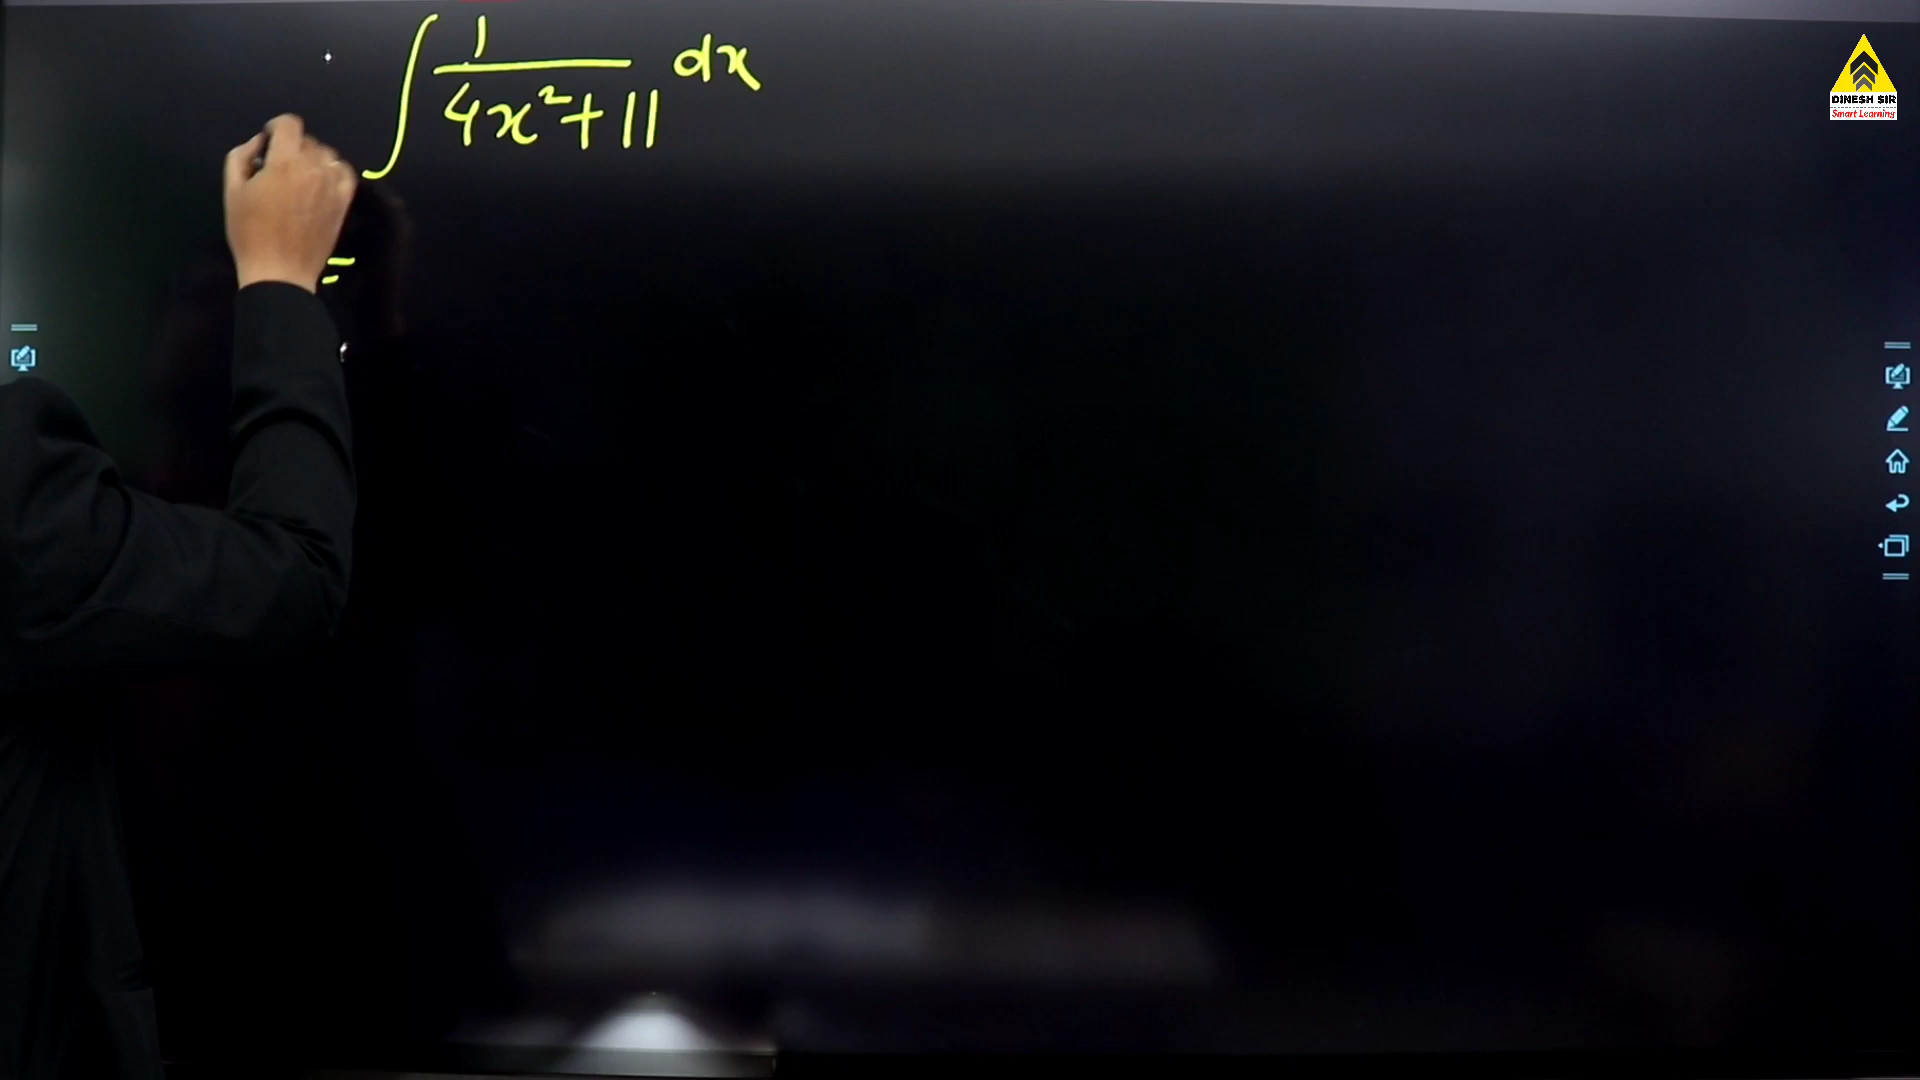 ∫ 1/(4x²+11) dx
=
DINESH SIR
Smart Learning